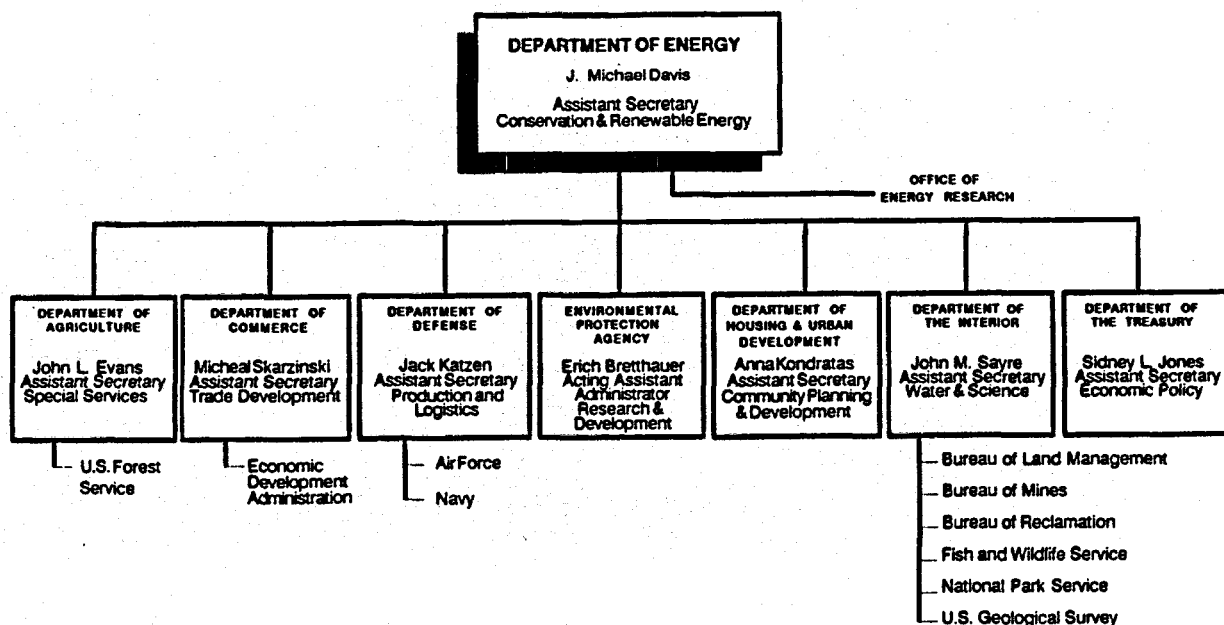 DEPARTMENT OF ENERGY
J. Michael Davis
Assistant Secretary
Conservation & Renewable Energy
OFFICE OF
ENERGY RESEARCH
DEPARTMENT OF
AGRICULTURE
John L. Evans
Assistant Secretary
Special Services
U.S. Forest
Service
DEPARTMENT OF
COMMERCE
Micheal Skarzinski
Assistant Secretary
Trade Development
Economic
Development
Administration
DEPARTMENT OF
DEFENSE
Jack Katzen
Assistant Secretary
Production and
Logistics
Air Force
Navy
ENVIRONMENTAL
PROTECTION
AGENCY
Erich Bretthauer
Acting Assistant
Administrator
Research &
Development
DEPARTMENT OF
HOUSING & URBAN
DEVELOPMENT
Anna Kondratas
Assistant Secretary
Community Planning
& Development
DEPARTMENT OF
THE INTERIOR
John M. Sayre
Assistant Secretary
Water & Science
Bureau of Land Management
Bureau of Mines
Bureau of Reclamation
Fish and Wildlife Service
National Park Service
U.S. Geological Survey
DEPARTMENT OF
THE TREASURY
Sidney L. Jones
Assistant Secretary
Economic Policy